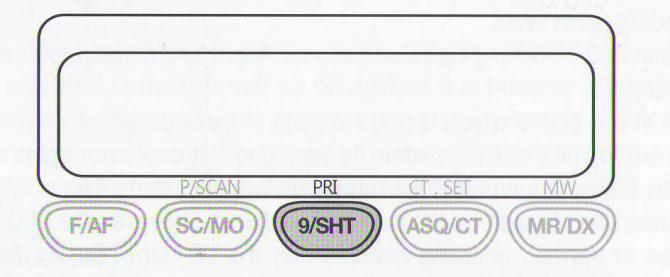 P/SCAN PRI CT . SET MW
F/AF SC/MO 9/SHT ASQ/CT MR/DX